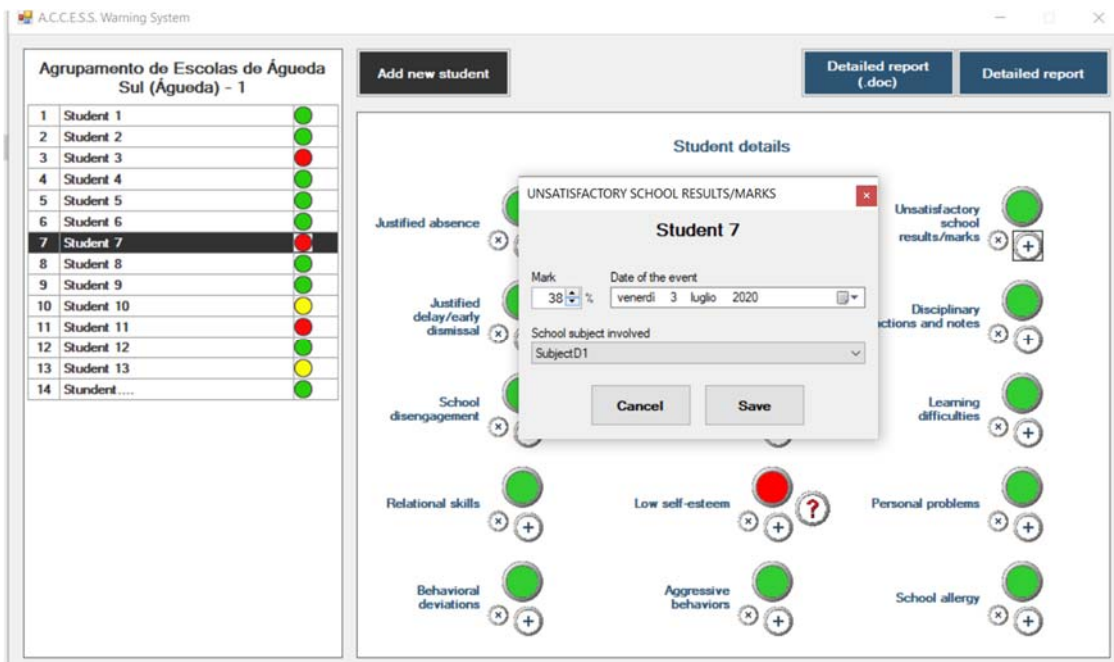 A.C.C.E.S.S. Warning System
Agrupamento de Escolas de Águeda
Sul (Águeda) - 1
1 Student 1
2 Student 2
3 Student 3
4 Student 4
5 Student 5
6 Student 6
7 Student 7
8 Student 8
9 Student 9
10 Student 10
11 Student 11
12 Student 12
13 Student 13
14 Stundent....
Add new student
Detailed report
(.doc)
Detailed report
Student details
Justified absence
Unsatisfactory
school
results/marks
UNSATISFACTORY SCHOOL RESULTS/MARKS
Student 7
Mark
38 %
Date of the event
venerdì 3 luglio 2020
School subject involved
SubjectD1
Cancel
Save
Justified
delay/early
dismissal
Disciplinary
ctions and notes
School
disengagement
Learning
difficulties
Relational skills
Low self-esteem
?
Personal problems
Behavioral
deviations
Aggressive
behaviors
School allergy